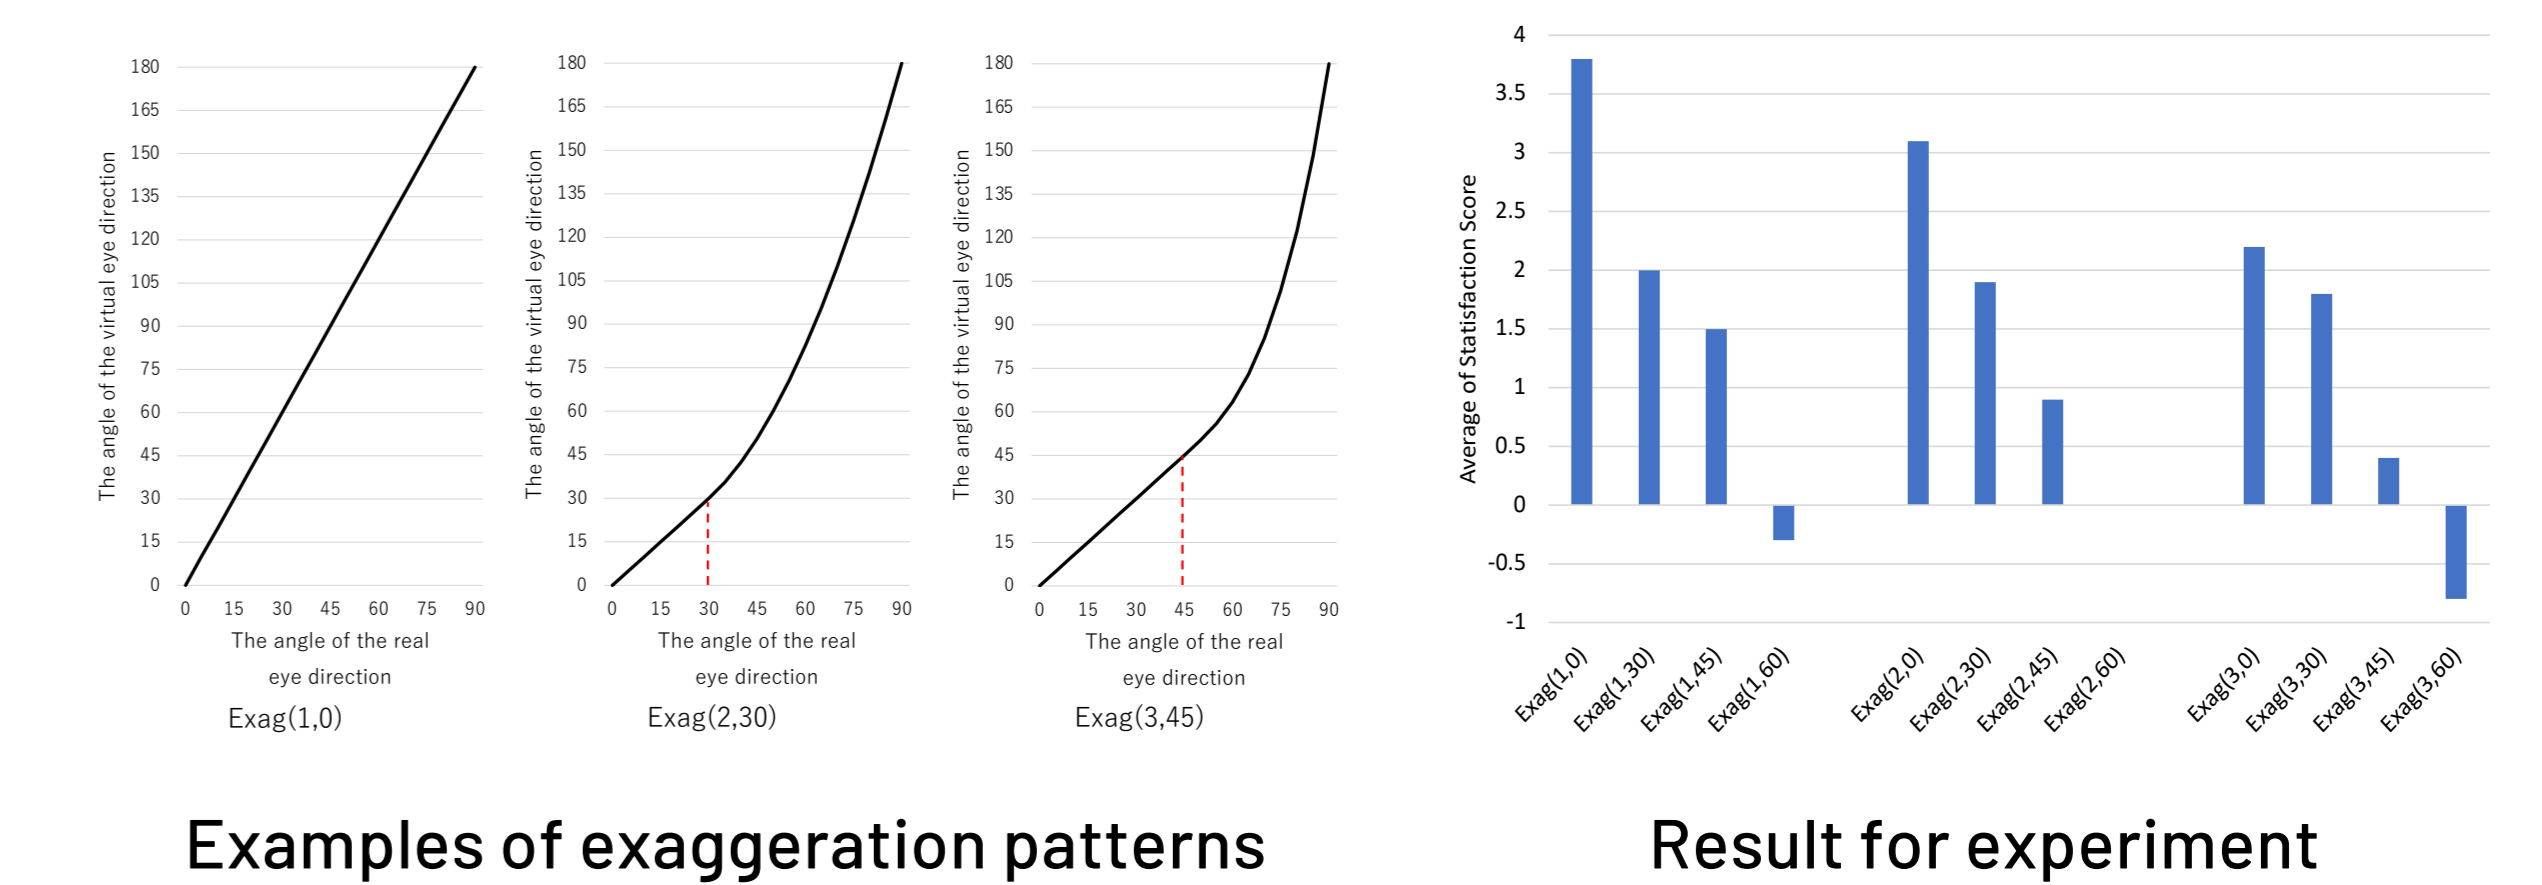 180
165
150
135
120
105
90
75
60
45
30
15
0
The angle of the virtual eye direction
0 15 30 45 60 75 90
The angle of the real
eye direction
Exag(1,0)
180
165
150
135
120
105
90
75
60
45
30
15
0
The angle of the virtual eye direction
0 15 30 45 60 75 90
The angle of the real
eye direction
Exag(2,30)
180
165
150
135
120
105
90
75
60
45
30
15
0
The angle of the virtual eye direction
0 15 30 45 60 75 90
The angle of the real
eye direction
Exag(3,45)
Examples of exaggeration patterns
4
3.5
3
2.5
2
1.5
1
0.5
0
-0.5
-1
Average of Statisfaction Score
Exag(1,0)
Exag(1,30)
Exag(1,45)
Exag(1,60)
Exag(2,0)
Exag(2,30)
Exag(2,45)
Exag(2,60)
Exag(3,0)
Exag(3,30)
Exag(3,45)
Exag(3,60)
Result for experiment